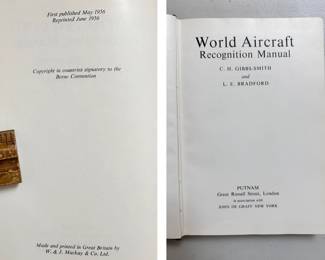 First published May 1956
Reprinted June 1956
Copyright in countries signatory to the
Berne Convention
Made and printed in Great Britain by
W. & J. Mackay & Co. Ltd.
World Aircraft
Recognition Manual
C. H. GIBBS-SMITH
and
L. E. BRADFORD
PUTNAM
Great Russell Street, London
in association with
JOHN DE GRAFF NEW YORK